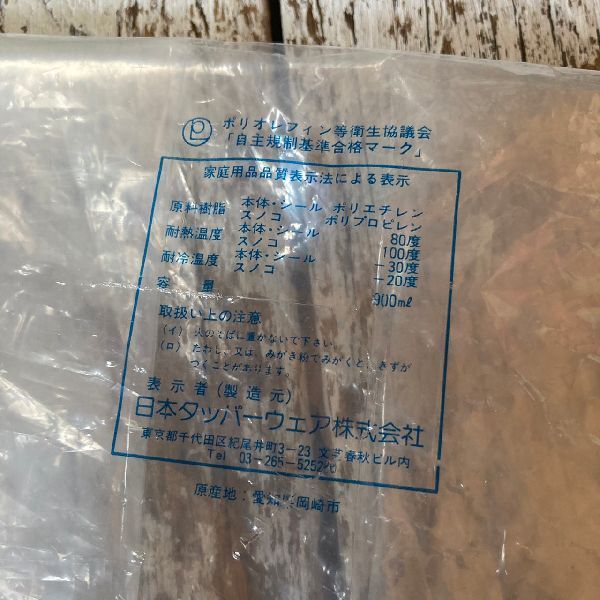 ポリオレフィン等衛生協議会
「自主規制基準合格マーク」
家庭用品品質表示法による表示
原料樹脂 本体・シール ポリエチレン
スノコ ポリプロピレン
耐熱温度 本体・シール 80度
スノコ 100度
耐冷温度 本体・シール -30度
スノコ -20度
容量 900ml
取扱い上の注意
(イ) 火のそばに置かないで下さい。
(ロ) たわし、又は、みがき粉でみがくと、きずが
つくことがあります。
表示者(製造元)
日本タッパーウェア株式会社
東京都千代田区紀尾井町3-23 文芸春秋ビル内
Tel 03-265-5252
原産地:愛知県岡崎市